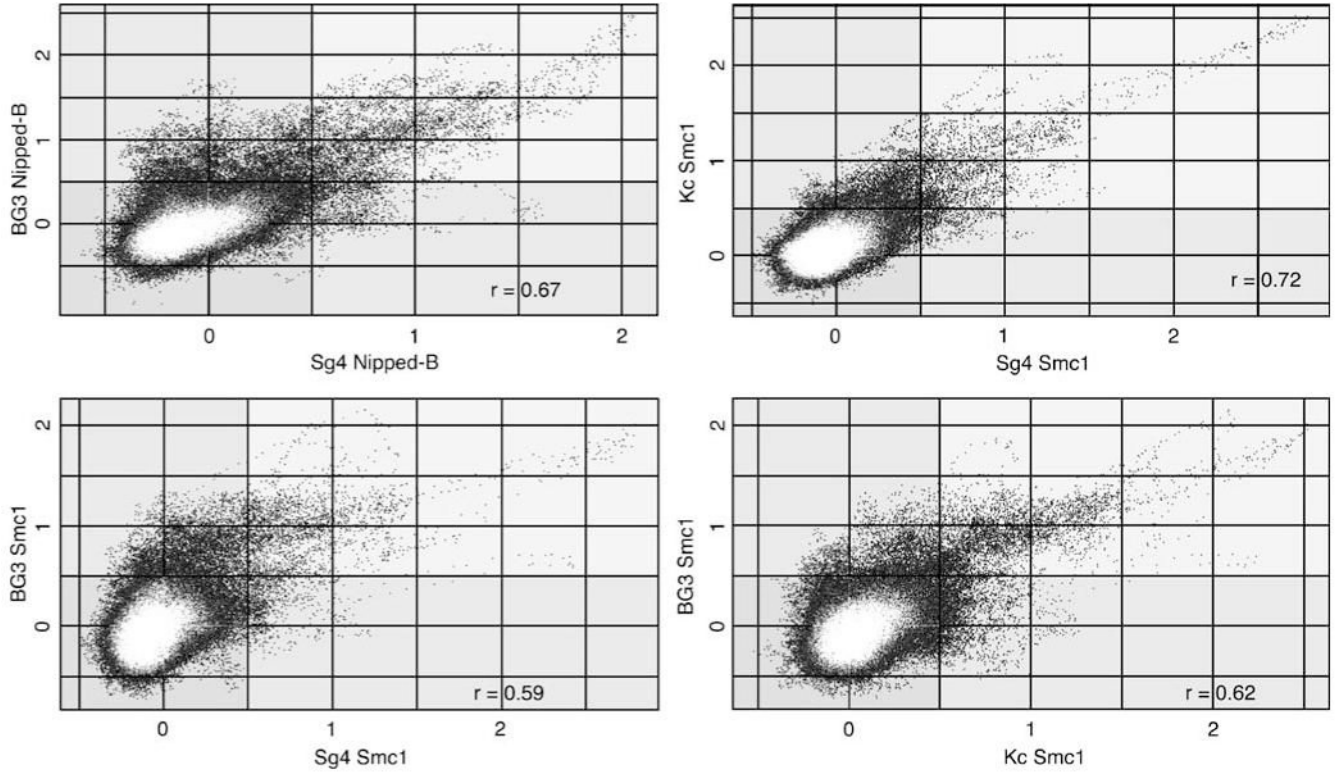 2
1
0
BG3 Nipped-B
r = 0.67
0
1
2
Sg4 Nipped-B
2
1
0
Kc Smc1
r = 0.72
0
1
2
Sg4 Smc1
2
1
0
BG3 Smc1
r = 0.59
0
1
2
Sg4 Smc1
2
1
0
BG3 Smc1
r = 0.62
0
1
2
Kc Smc1